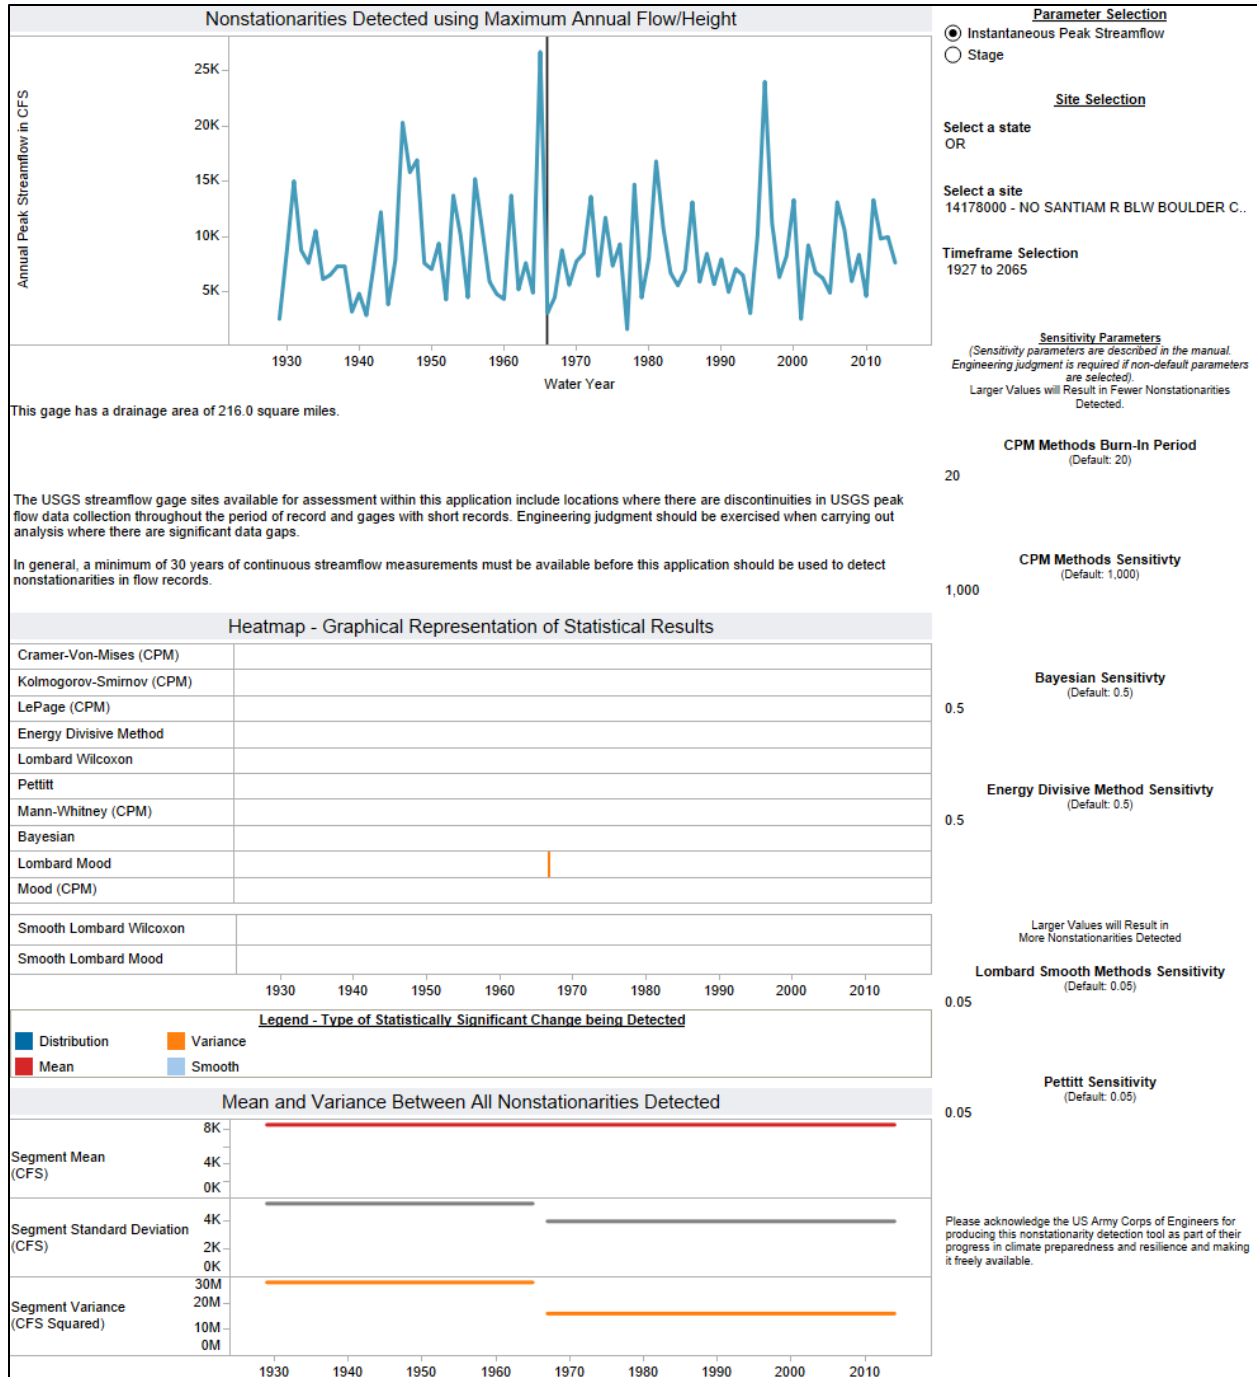 Nonstationarities Detected using Maximum Annual Flow/Height
Annual Peak Streamflow in CFS
25K
20K
15K
10K
5K
1930 1940 1950 1960 1970 1980 1990 2000 2010
Water Year
This gage has a drainage area of 216.0 square miles.
The USGS streamflow gage sites available for assessment within this application include locations where there are discontinuities in USGS peak
flow data collection throughout the period of record and gages with short records. Engineering judgment should be exercised when carrying out
analysis where there are significant data gaps.
In general, a minimum of 30 years of continuous streamflow measurements must be available before this application should be used to detect
nonstationarities in flow records.
Heatmap - Graphical Representation of Statistical Results
Cramer-Von-Mises (CPM)
Kolmogorov-Smirnov (CPM)
LePage (CPM)
Energy Divisive Method
Lombard Wilcoxon
Pettitt
Mann-Whitney (CPM)
Bayesian
Lombard Mood
Mood (CPM)
Smooth Lombard Wilcoxon
Smooth Lombard Mood
1930 1940 1950 1960 1970 1980 1990 2000 2010
Legend - Type of Statistically Significant Change being Detected
Distribution Variance
Mean Smooth
Mean and Variance Between All Nonstationarities Detected
Segment Mean
(CFS)
8K
4K
0K
Segment Standard Deviation
(CFS)
4K
2K
0K
Segment Variance
(CFS Squared)
30M
20M
10M
0M
1930 1940 1950 1960 1970 1980 1990 2000 2010
Parameter Selection
Instantaneous Peak Streamflow
Stage
Site Selection
Select a state
OR
Select a site
14178000 - NO SANTIAM R BLW BOULDER C..
Timeframe Selection
1927 to 2065
Sensitivity Parameters
(Sensitivity parameters are described in the manual.
Engineering judgment is required if non-default parameters
are selected).
Larger Values will Result in Fewer Nonstationarities
Detected.
CPM Methods Burn-In Period
(Default: 20)
20
CPM Methods Sensitivty
(Default: 1,000)
1,000
Bayesian Sensitivty
(Default: 0.5)
0.5
Energy Divisive Method Sensitivty
(Default: 0.5)
0.5
Larger Values will Result in
More Nonstationarities Detected
Lombard Smooth Methods Sensitivity
(Default: 0.05)
0.05
Pettitt Sensitivity
(Default: 0.05)
0.05
Please acknowledge the US Army Corps of Engineers for
producing this nonstationarity detection tool as part of their
progress in climate preparedness and resilience and making
it freely available.